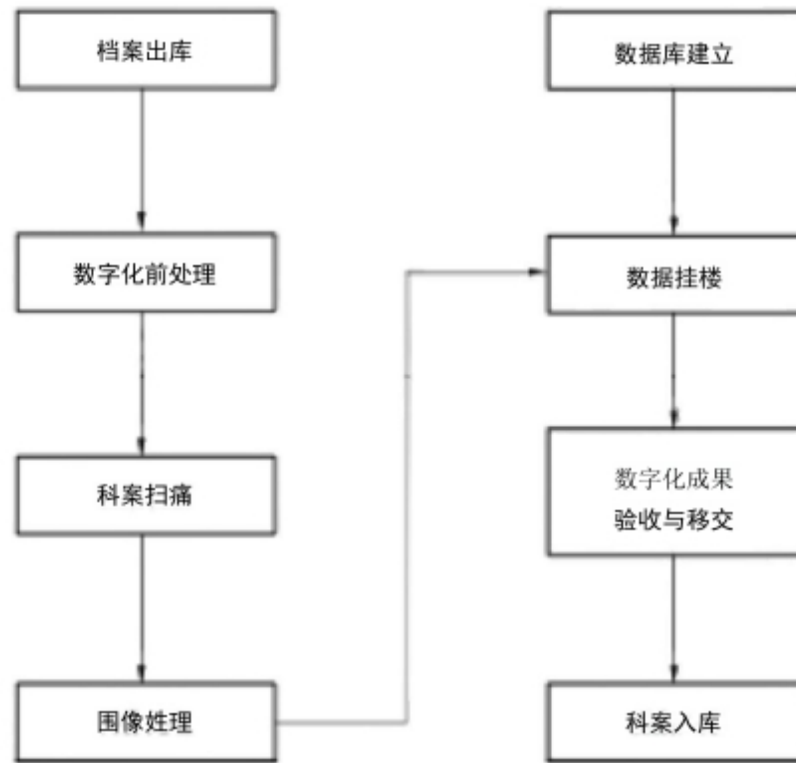 档案出库
数字化前处理
科案扫痛
围像姓理
数据库建立
数据挂楼
数字化成果
验收与移交
科案入库